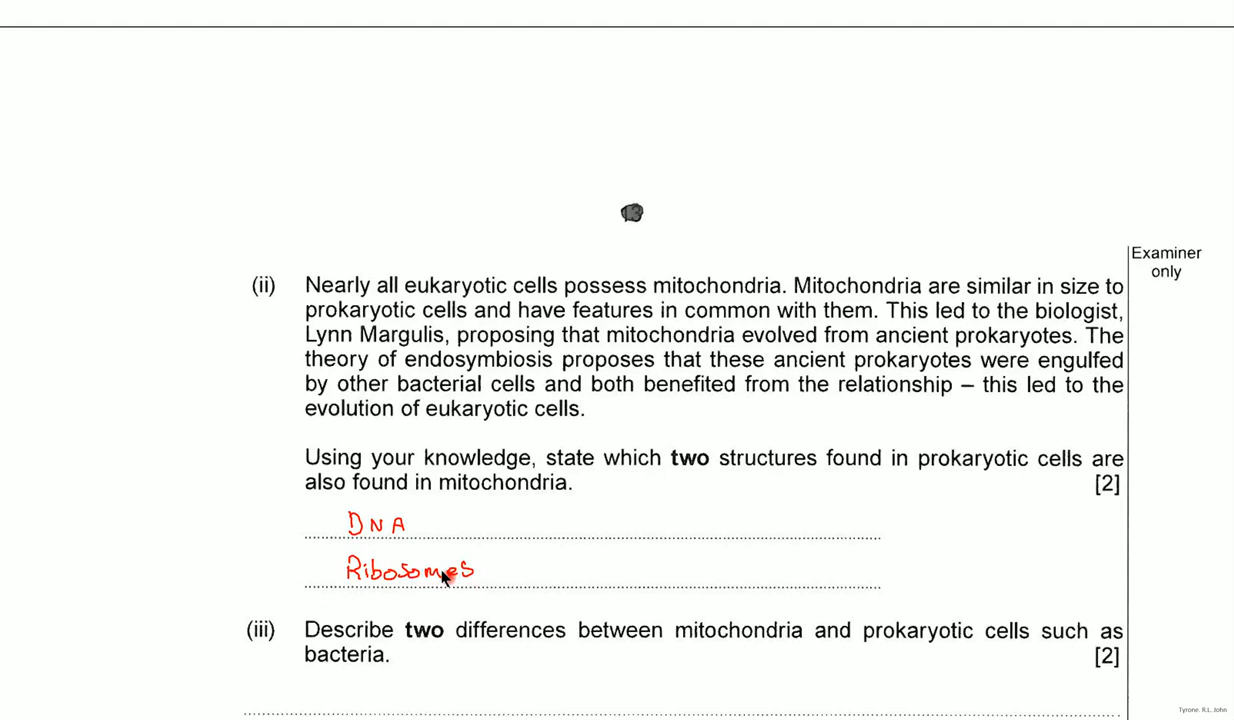 Examiner
only
(ii) Nearly all eukaryotic cells possess mitochondria. Mitochondria are similar in size to
prokaryotic cells and have features in common with them. This led to the biologist,
Lynn Margulis, proposing that mitochondria evolved from ancient prokaryotes. The
theory of endosymbiosis proposes that these ancient prokaryotes were engulfed
by other bacterial cells and both benefited from the relationship – this led to the
evolution of eukaryotic cells.
Using your knowledge, state which two structures found in prokaryotic cells are
also found in mitochondria. [2]
DNA
Ribosomes
(iii) Describe two differences between mitochondria and prokaryotic cells such as
bacteria. [2]
Tyrone. R.L. John